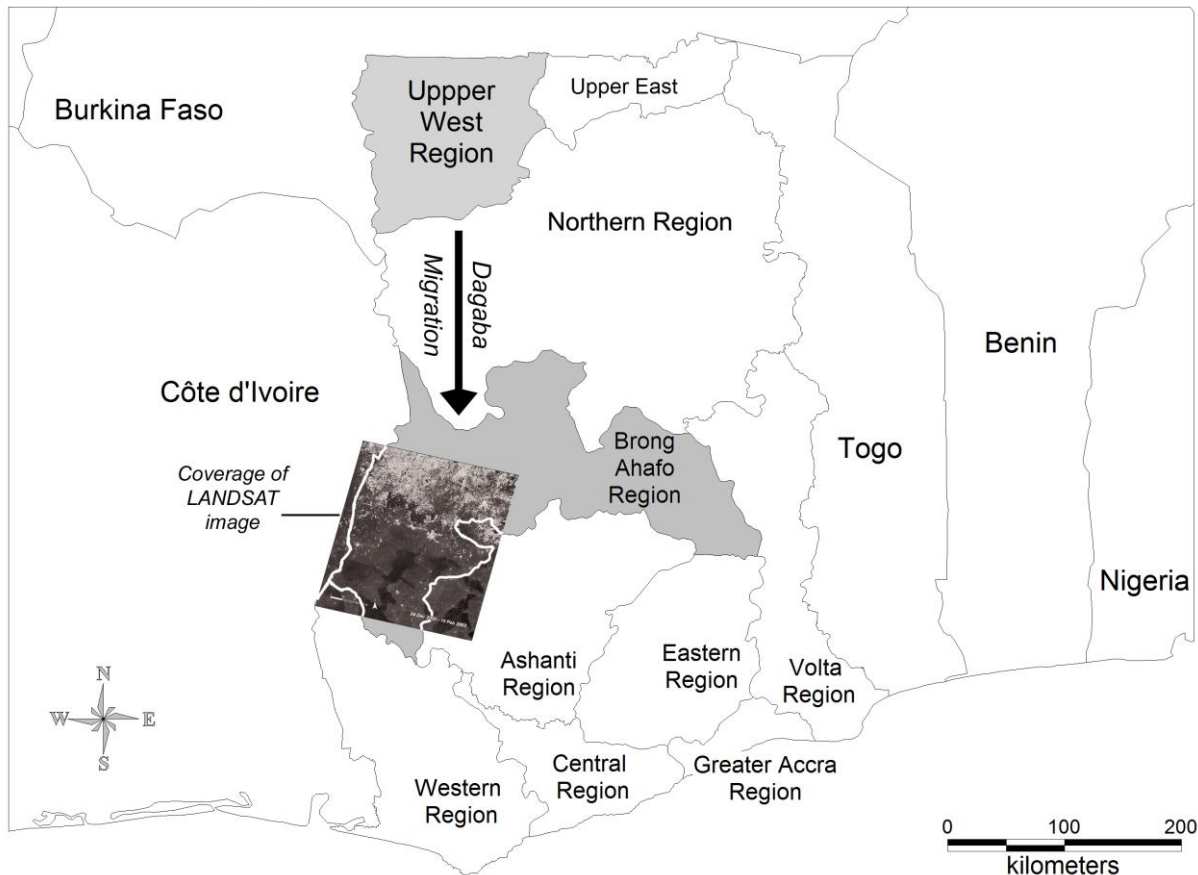 Burkina Faso
Uppper
West
Region
Upper East
Northern Region
Dagaba
Migration
Benin
Côte d'Ivoire
Togo
Brong
Ahafo
Region
Coverage of
LANDSAT
image
Nigeria
Ashanti
Region
Eastern
Region
Volta
Region
N
W E
S
Western
Region
Central
Region
Greater Accra
Region
0 100 200
kilometers